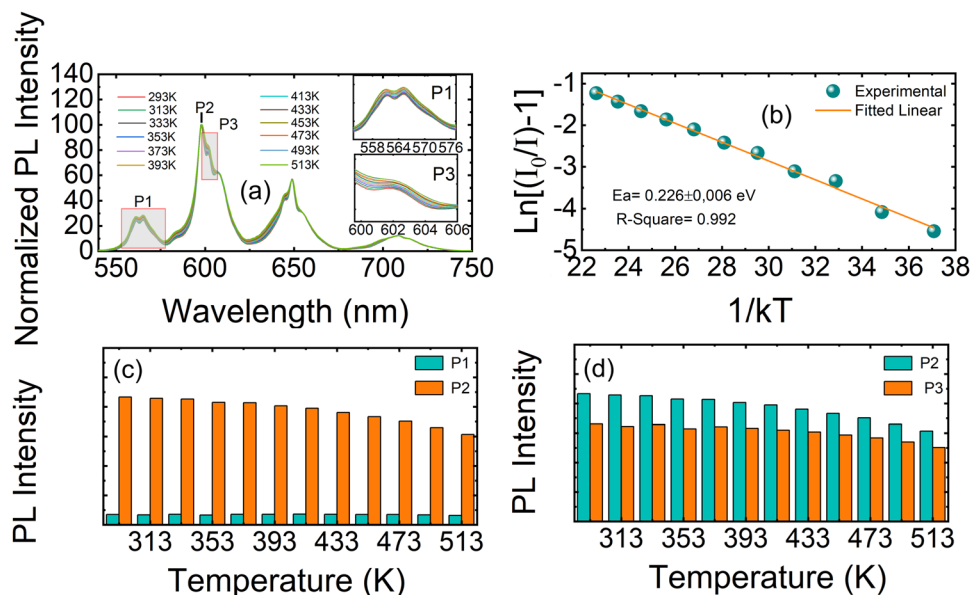 Normalized PL Intensity
140
120
100
80
60
40
20
0
293K
313K
333K
353K
373K
393K
413K
433K
453K
473K
493K
513K
P1
P2
P3
(a)
P1
558 564 570 576
P3
600 602 604 606
550 600 650 700 750
Wavelength (nm)
Ln[(I₀/I)-1]
-1
-2
-3
-4
-5
Experimental
Fitted Linear
(b)
Ea= 0.226±0,006 eV
R-Square= 0.992
22 24 26 28 30 32 34 36 38
1/kT
PL Intensity
(c)
P1
P2
313 353 393 433 473 513
Temperature (K)
PL Intensity
(d)
P2
P3
313 353 393 433 473 513
Temperature (K)